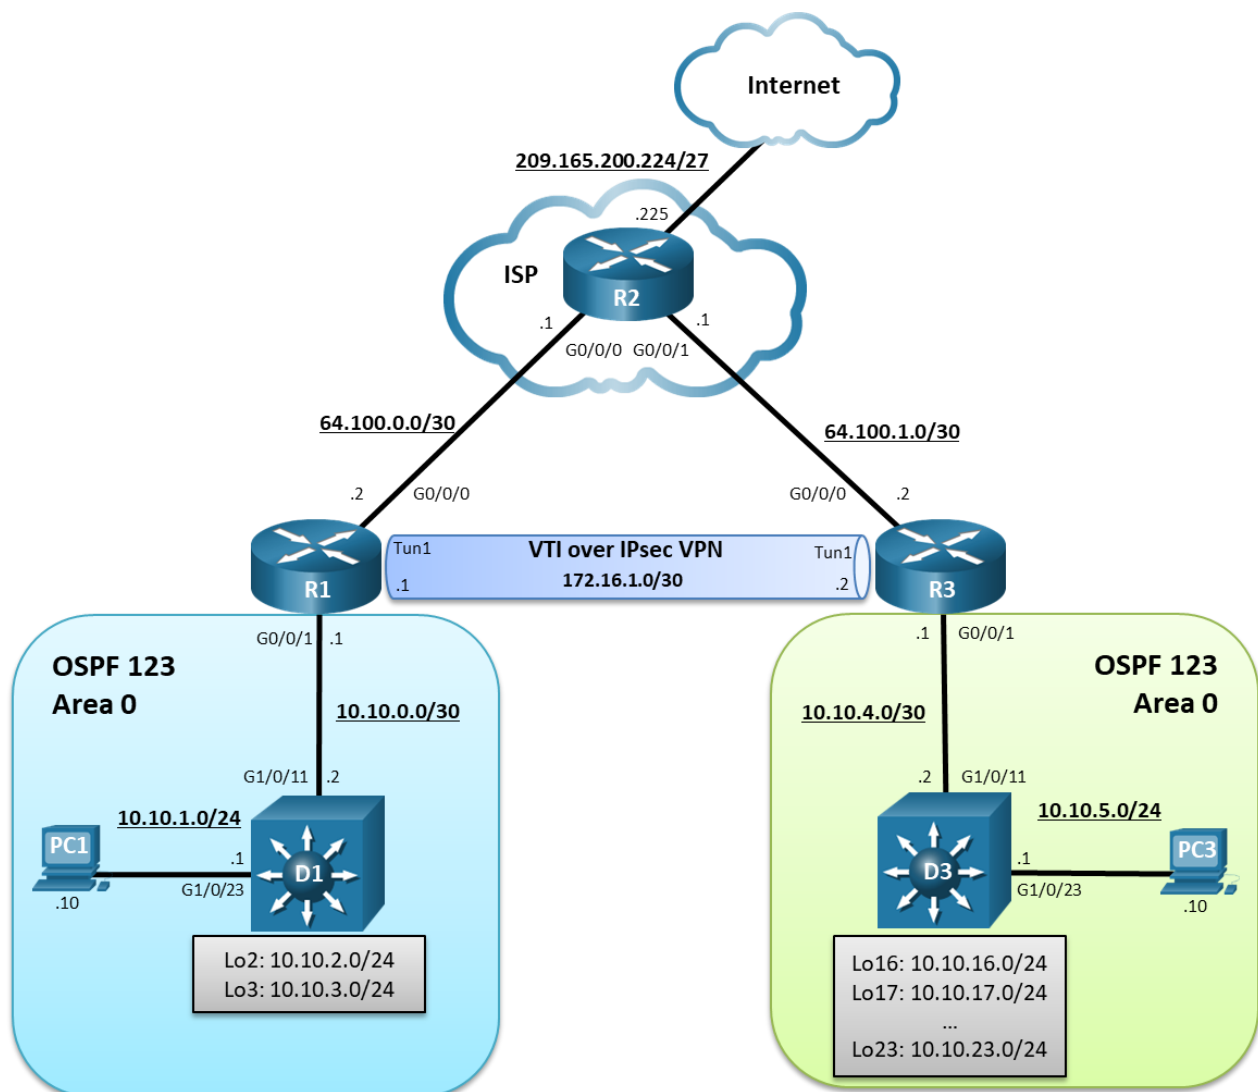 Internet
209.165.200.224/27
.225
ISP
R2
.1
.1
G0/0/0
G0/0/1
64.100.0.0/30
64.100.1.0/30
.2
G0/0/0
G0/0/0
.2
R1
Tun1
.1
VTI over IPsec VPN
172.16.1.0/30
Tun1
.2
R3
G0/0/1
.1
OSPF 123
Area 0
10.10.0.0/30
G1/0/11
.2
10.10.1.0/24
PC1
.10
.1
G1/0/23
D1
Lo2: 10.10.2.0/24
Lo3: 10.10.3.0/24
.1
G0/0/1
OSPF 123
Area 0
10.10.4.0/30
.2
G1/0/11
10.10.5.0/24
D3
.1
G1/0/23
PC3
.10
Lo16: 10.10.16.0/24
Lo17: 10.10.17.0/24
...
Lo23: 10.10.23.0/24